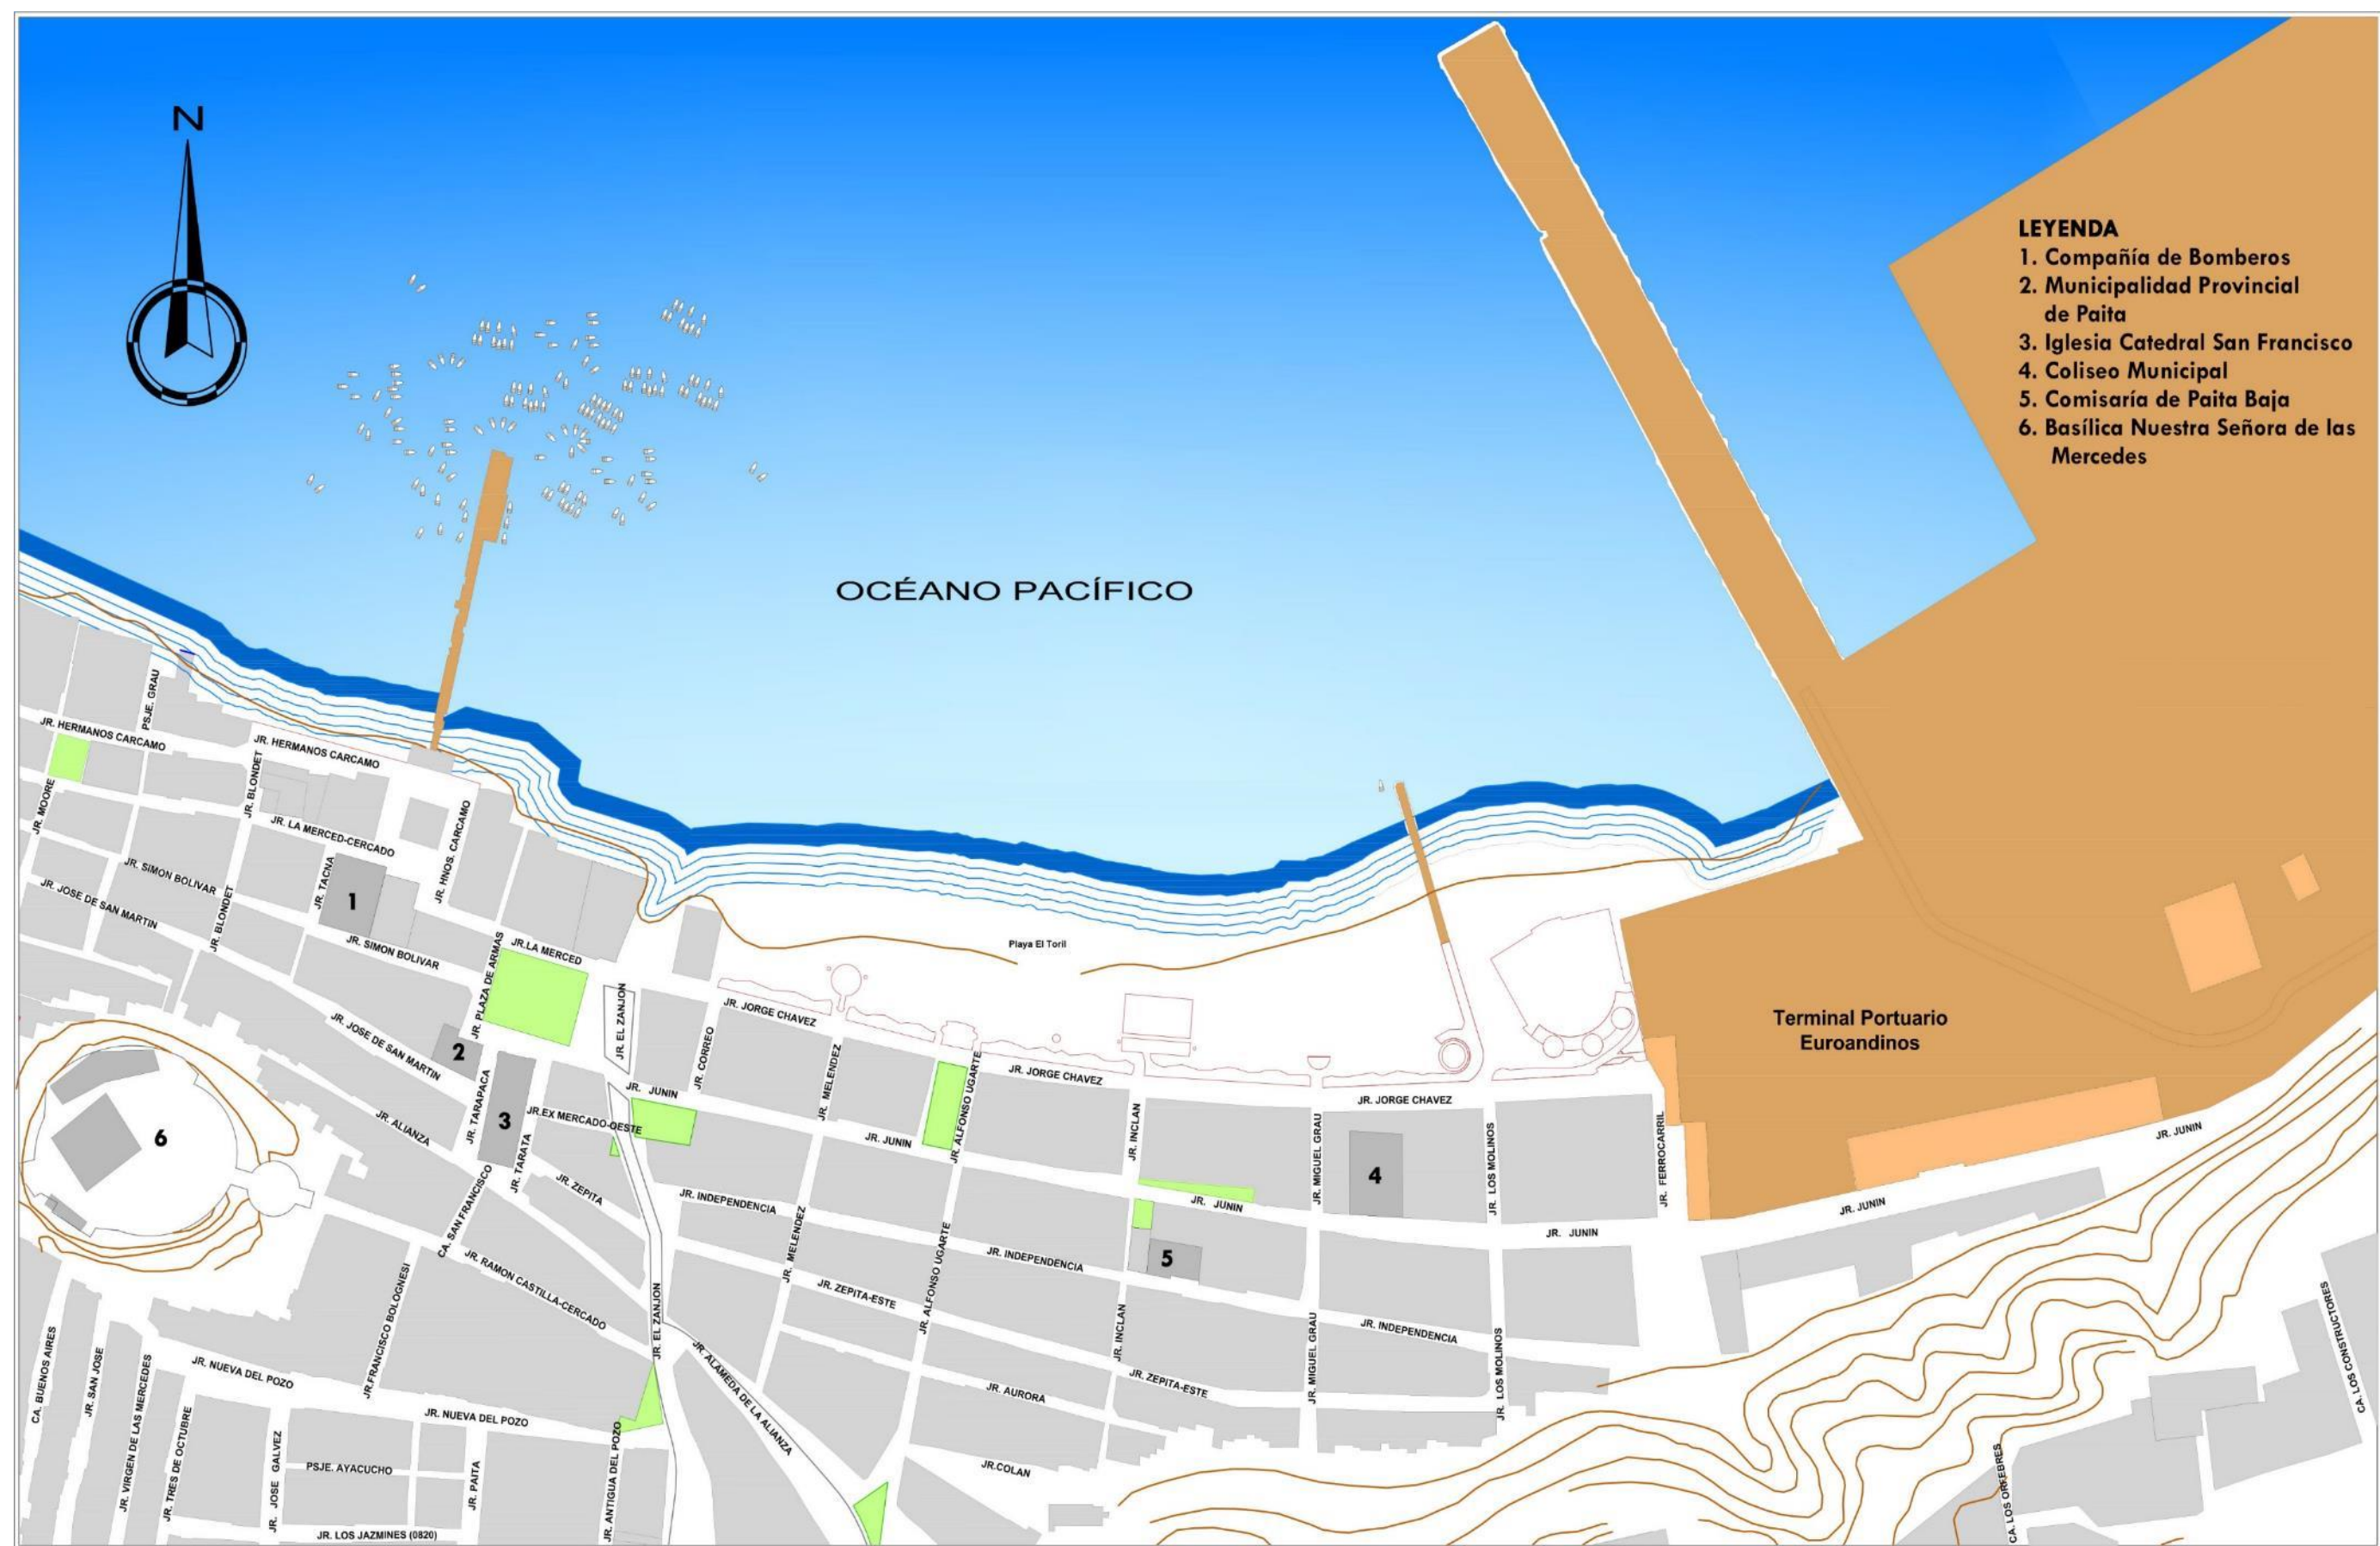 N
LEYENDA
1. Compañía de Bomberos
2. Municipalidad Provincial
de Paita
3. Iglesia Catedral San Francisco
4. Coliseo Municipal
5. Comisaría de Paita Baja
6. Basílica Nuestra Señora de las
Mercedes
OCÉANO PACÍFICO
PSJE. GRAU
JR. HERMANOS CARCAMO
JR. HERMANOS CARCAMO
JR. BLONDET
JR. MOORE
JR. HNOS. CARCAMO
JR. LA MERCED-CERCADO
JR. SIMON BOLIVAR
JR. TACNA
1
JR. JOSE DE SAN MARTIN
JR. BLONDET
JR. SIMON BOLIVAR
JR. PLAZA DE ARMAS
JR.LA MERCED
Playa El Toril
JR. EL ZANJON
JR. JORGE CHAVEZ
JR. CORREO
Terminal Portuario
Euroandinos
JR. JOSE DE SAN MARTIN
2
JR. MELENDEZ
JR. ALFONSO UGARTE
JR. JORGE CHAVEZ
JR. JUNIN
JR. JORGE CHAVEZ
JR. ALIANZA
JR. TARAPACA
3
JR.EX MERCADO-OESTE
6
JR. TARATA
JR. JUNIN
JR. INCLAN
JR. MIGUEL GRAU
4
JR. LOS MOLINOS
JR. FERROCARRIL
JR. JUNIN
JR. ZEPITA
JR. INDEPENDENCIA
JR. JUNIN
JR. JUNIN
JR. JUNIN
CA. SAN FRANCISCO
JR. MELENDEZ
JR. ALFONSO UGARTE
JR. INDEPENDENCIA
5
JR. RAMON CASTILLA-CERCADO
JR. ZEPITA-ESTE
JR. EL ZANJON
JR. INCLAN
JR. MIGUEL GRAU
JR. INDEPENDENCIA
JR. LOS MOLINOS
CA. LOS CONSTRUCTORES
JR.FRANCISCO BOLOGNESI
CA. BUENOS AIRES
JR. SAN JOSE
JR. VIRGEN DE LAS MERCEDES
JR. NUEVA DEL POZO
JR. ALAMEDA DE LA ALIANZA
JR. AURORA
JR. ZEPITA-ESTE
JR. TRES DE OCTUBRE
JR. NUEVA DEL POZO
JR. JOSE GALVEZ
PSJE. AYACUCHO
JR. PAITA
JR. ANTIGUA DEL POZO
JR.COLAN
CA. LOS ORFEBRES
JR. LOS JAZMINES (0820)